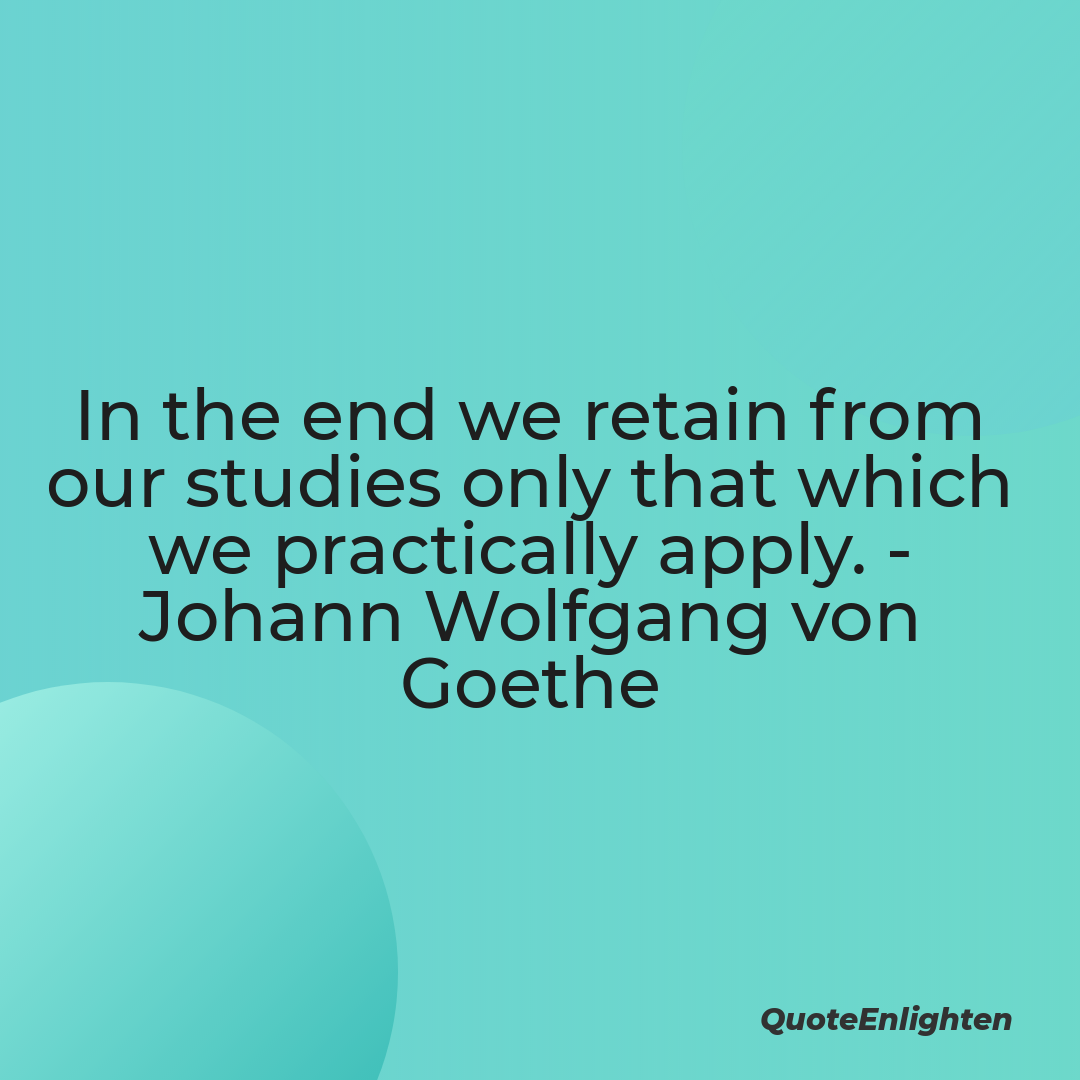 In the end we retain from
our studies only that which
we practically apply. -
Johann Wolfgang von
Goethe
QuoteEnlighten